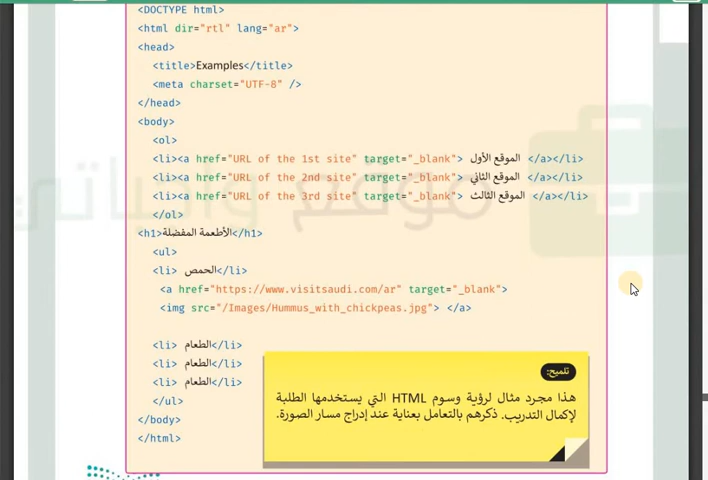 <DOCTYPE html>
<html dir="rtl" lang="ar">
<head>
<title>Examples</title>
<meta charset="UTF-8" />
</head>
<body>
<ol>
<li><a href="URL of the 1st site" target="_blank"> الموقع الأول </a></li>
<li><a href="URL of the 2nd site" target="_blank"> الموقع الثاني </a></li>
<li><a href="URL of the 3rd site" target="_blank"> الموقع الثالث </a></li>
</ol>
<h1>الأطعمة المفضلة</h1>
<ul>
<li> الحمص </li>
<a href="https://www.visitsaudi.com/ar" target="_blank">
<img src="/Images/Hummus_with_chickpeas.jpg"> </a>
<li> الطعام</li>
<li> الطعام</li>
<li> الطعام</li>
</ul>
</body>
</html>
تلميح:
هذا مجرد مثال لرؤية وسوم HTML التي يستخدمها الطلبة
لإكمال التدريب. ذكرهم بالتعامل بعناية عند إدراج مسار الصورة.
موقع واجباتي